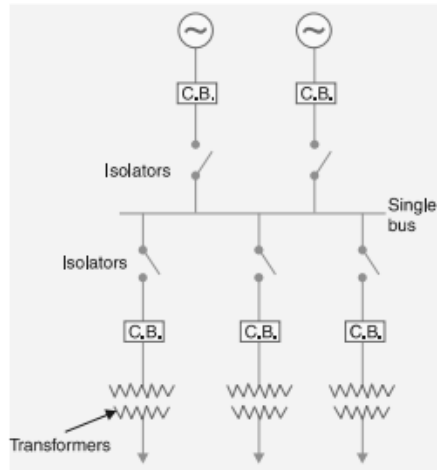 C.B.
C.B.
Isolators
Single
bus
Isolators
C.B.
C.B.
C.B.
Transformers